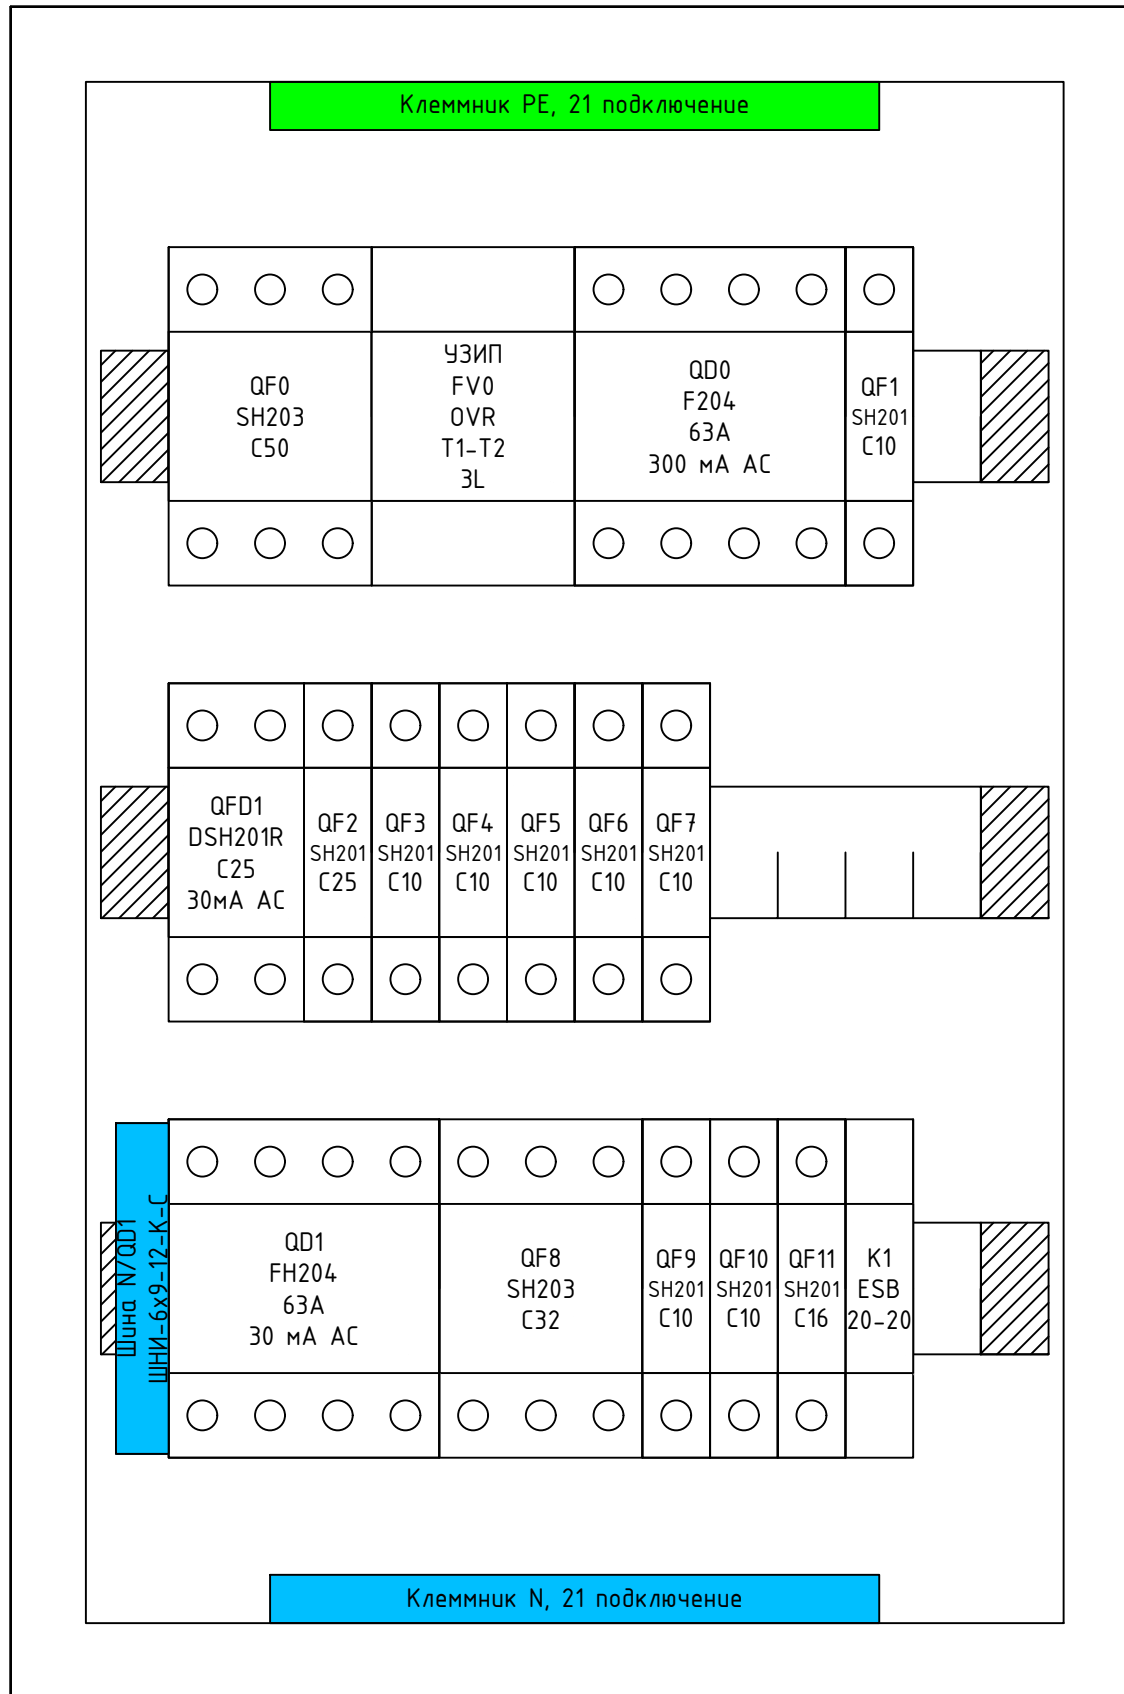 Клеммник PE, 21 подключение
QF0
SH203
C50
УЗИП
FV0
OVR
T1-T2
3L
QD0
F204
63A
300 мА AC
QF1
SH201
C10
QFD1
DSH201R
C25
30мА AC
QF2
SH201
C25
QF3
SH201
C10
QF4
SH201
C10
QF5
SH201
C10
QF6
SH201
C10
QF7
SH201
C10
Шина N/QD1
ШНИ-6х9-12-К-С
QD1
FH204
63A
30 мА AC
QF8
SH203
C32
QF9
SH201
C10
QF10
SH201
C10
QF11
SH201
C16
K1
ESB
20-20
Клеммник N, 21 подключение